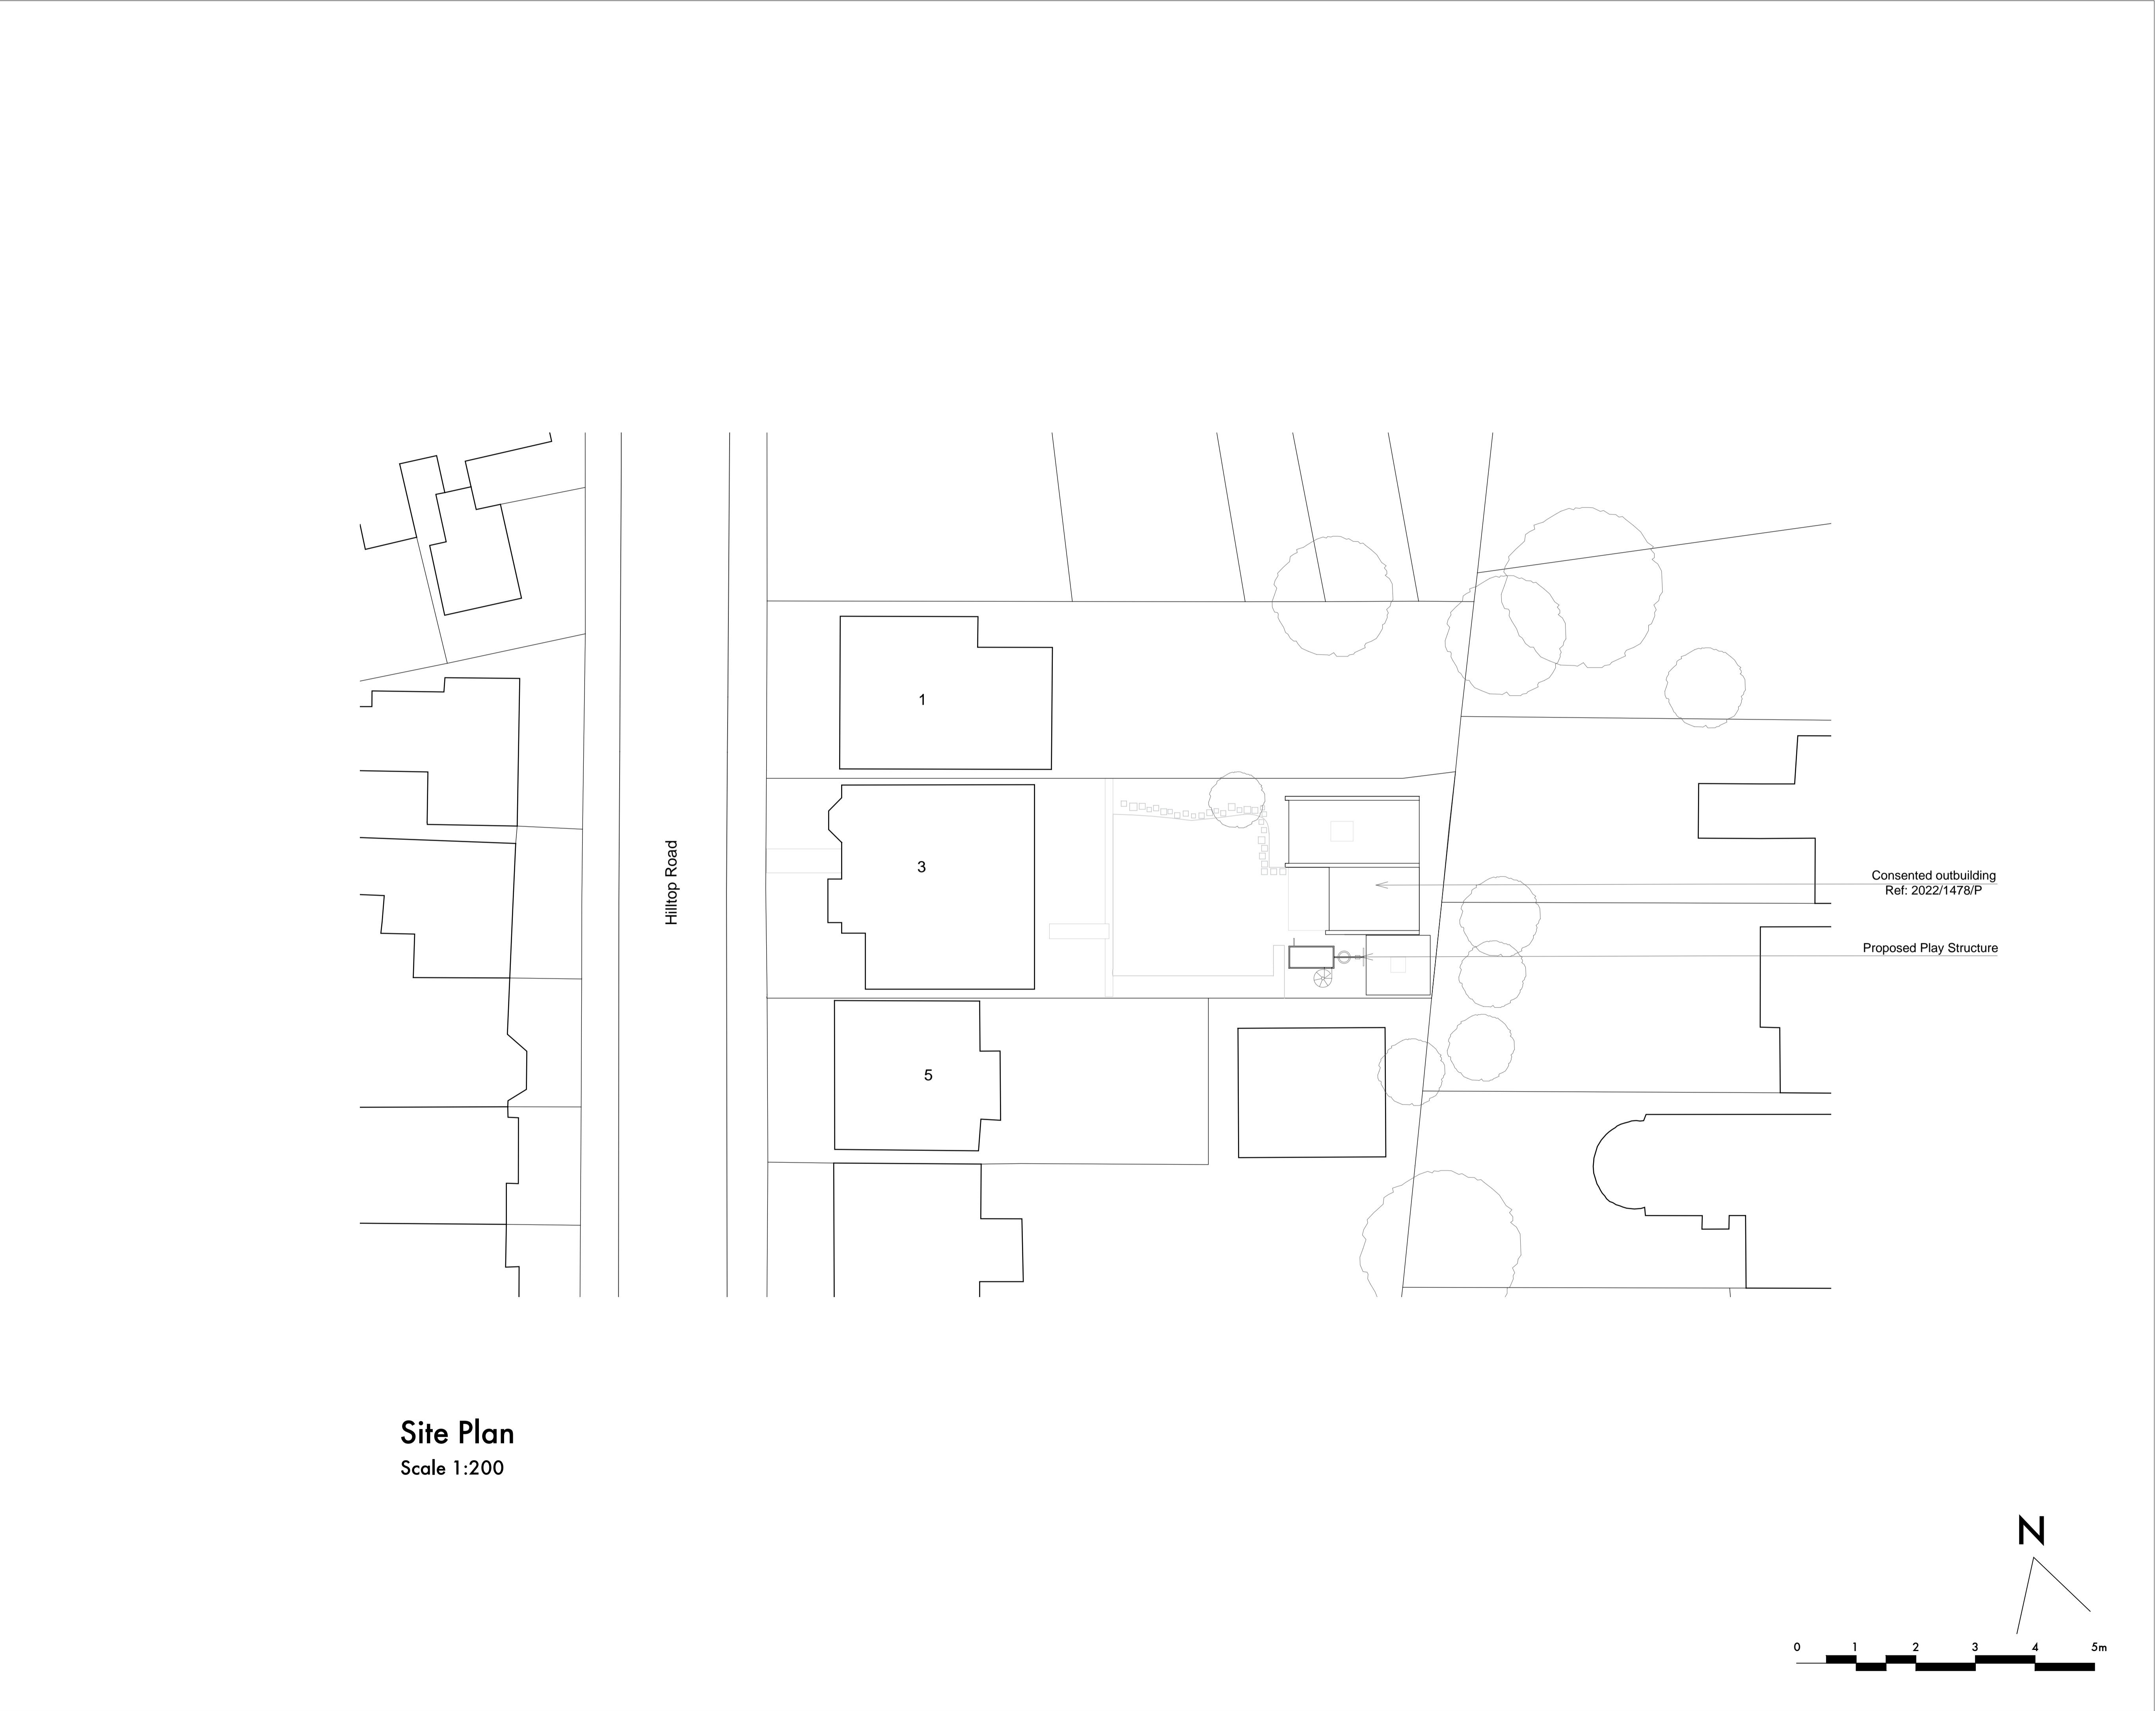 1
3
5
Hilltop Road
Consented outbuilding
Ref: 2022/1478/P
Proposed Play Structure
Site Plan
Scale 1:200
N
0 1 2 3 4 5m